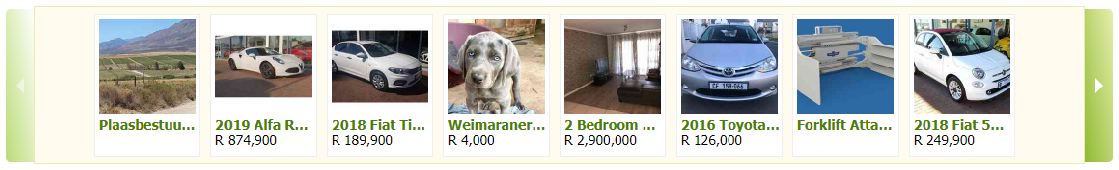 Plaasbestuu...
2019 Alfa R...
R 874,900
2018 Fiat Ti...
R 189,900
Weimaraner...
R 4,000
2 Bedroom ...
R 2,900,000
2016 Toyota...
R 126,000
Forklift Atta...
2018 Fiat 5...
R 249,900